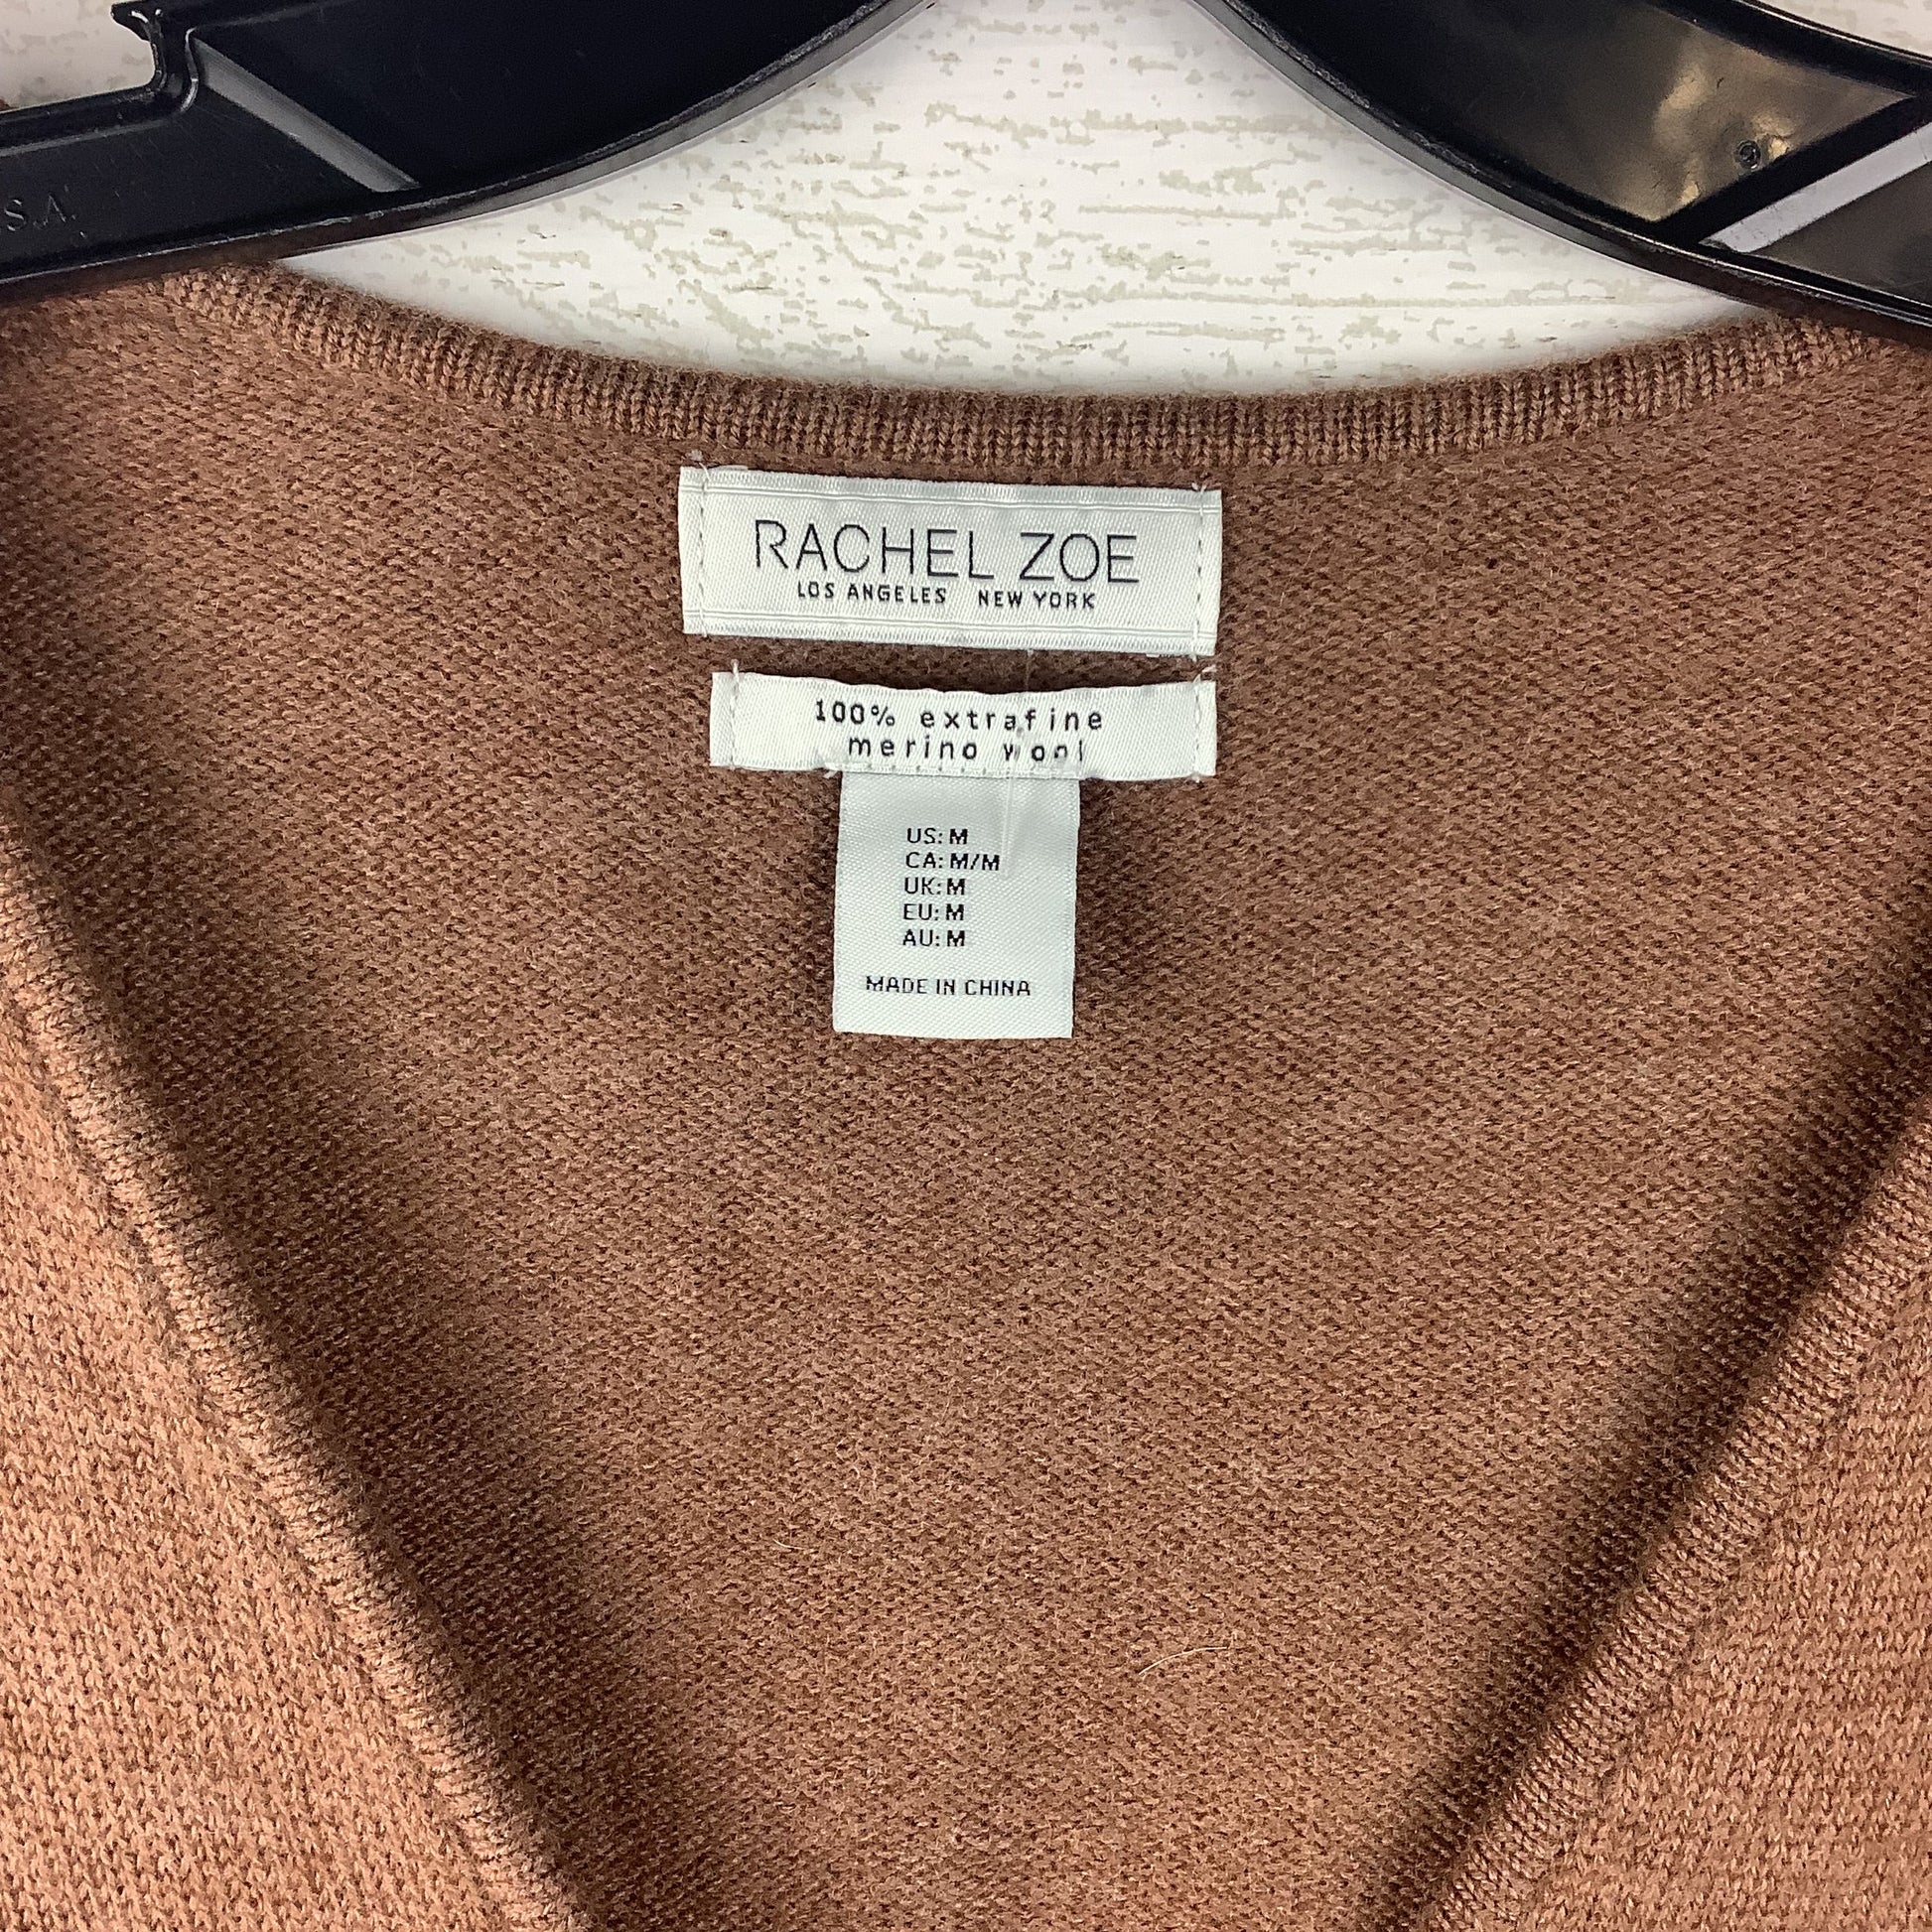 S.A.
RACHEL ZOE
LOS ANGELES NEW YORK
100% extrafine
merino wool
US: M
CA: M/M
UK: M
EU: M
AU: M
MADE IN CHINA